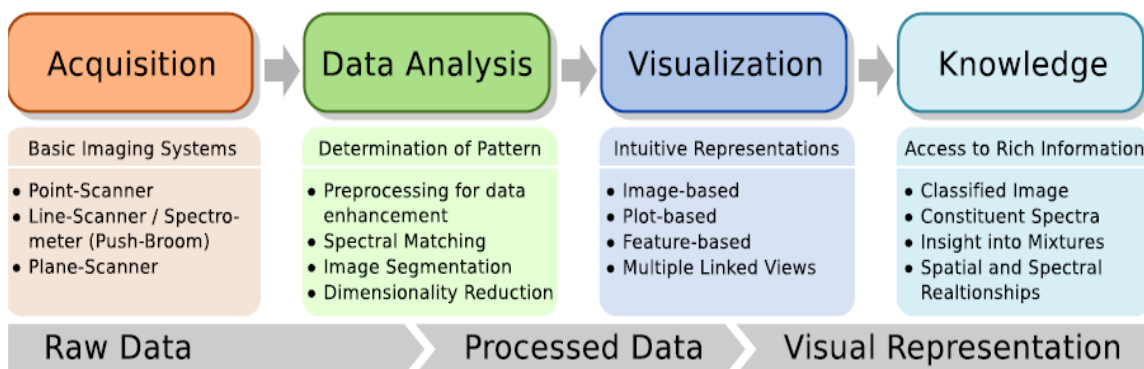 Acquisition
Data Analysis
Visualization
Knowledge
Basic Imaging Systems
• Point-Scanner
• Line-Scanner / Spectro-
meter (Push-Broom)
• Plane-Scanner
Determination of Pattern
• Preprocessing for data
enhancement
• Spectral Matching
• Image Segmentation
• Dimensionality Reduction
Intuitive Representations
• Image-based
• Plot-based
• Feature-based
• Multiple Linked Views
Access to Rich Information
• Classified Image
• Constituent Spectra
• Insight into Mixtures
• Spatial and Spectral
Realtionships
Raw Data
Processed Data
Visual Representation